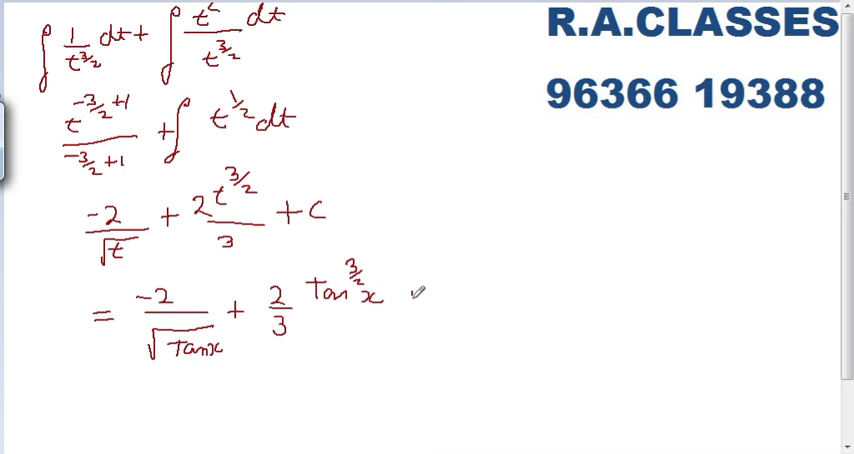 ∫ 1/t^3/2 dt + ∫ t^2/t^3/2 dt
R.A.CLASSES
96366 19388
t^-3/2+1 / -3/2+1 + ∫ t^1/2 dt
-2/√t + 2t^3/2 / 3 + c
= -2/√Tanx + 2/3 Tan^3/2 x